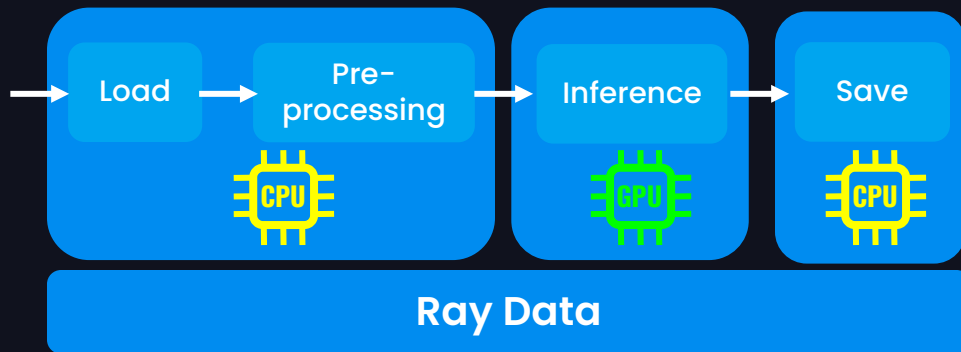 Load
Pre-
processing
Inference
Save
CPU
GPU
CPU
Ray Data